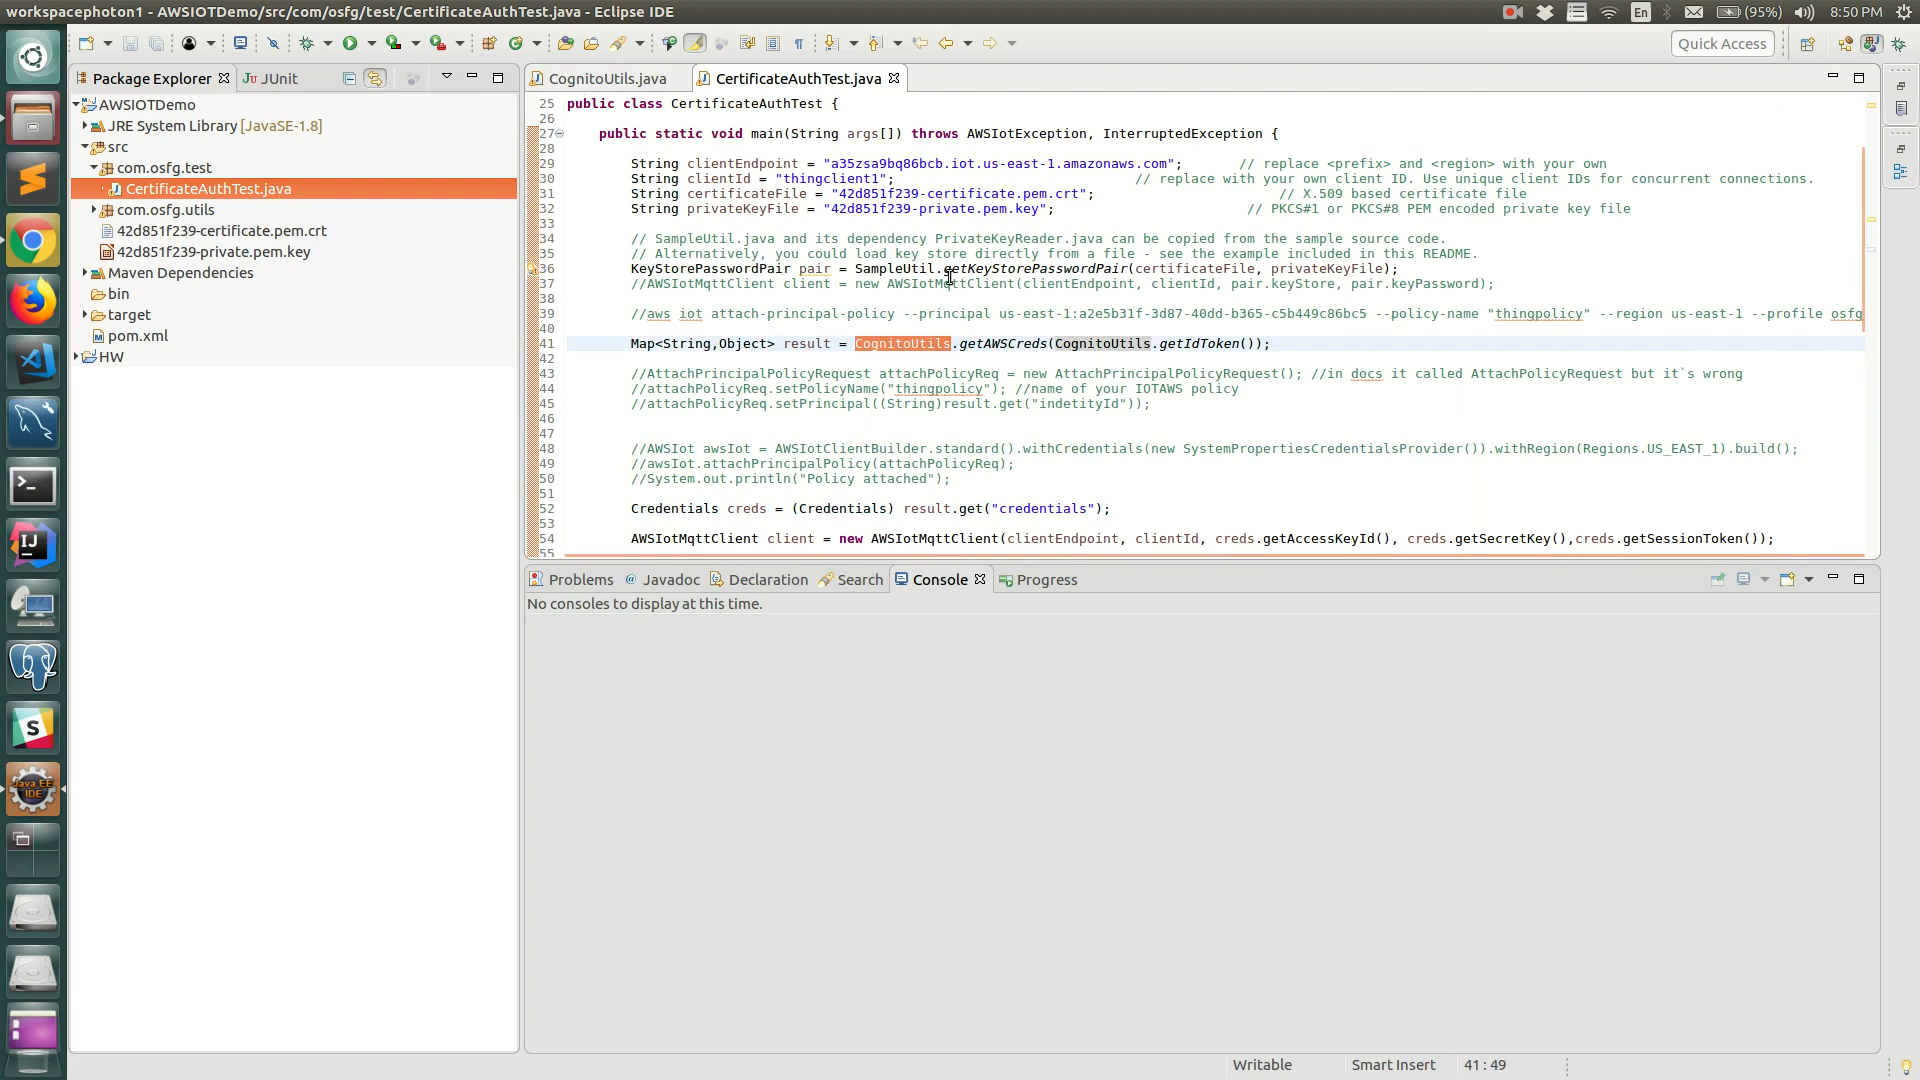 workspacephoton1 - AWSIOTDemo/src/com/osfg/test/CertificateAuthTest.java - Eclipse IDE
En
(95%)
8:50 PM
Quick Access
Package Explorer
JUnit
AWSIOTDemo
JRE System Library [JavaSE-1.8]
src
com.osfg.test
CertificateAuthTest.java
com.osfg.utils
42d851f239-certificate.pem.crt
42d851f239-private.pem.key
Maven Dependencies
bin
target
pom.xml
HW
CognitoUtils.java
CertificateAuthTest.java
25 public class CertificateAuthTest {
26
27 public static void main(String args[]) throws AWSIotException, InterruptedException {
28
29 String clientEndpoint = "a35zsa9bq86bcb.iot.us-east-1.amazonaws.com"; // replace <prefix> and <region> with your own
30 String clientId = "thingclient1"; // replace with your own client ID. Use unique client IDs for concurrent connections.
31 String certificateFile = "42d851f239-certificate.pem.crt"; // X.509 based certificate file
32 String privateKeyFile = "42d851f239-private.pem.key"; // PKCS#1 or PKCS#8 PEM encoded private key file
33
34 // SampleUtil.java and its dependency PrivateKeyReader.java can be copied from the sample source code.
35 // Alternatively, you could load key store directly from a file - see the example included in this README.
36 KeyStorePasswordPair pair = SampleUtil.getKeyStorePasswordPair(certificateFile, privateKeyFile);
37 //AWSIotMqttClient client = new AWSIotMqttClient(clientEndpoint, clientId, pair.keyStore, pair.keyPassword);
38
39 //aws iot attach-principal-policy --principal us-east-1:a2e5b31f-3d87-40dd-b365-c5b449c86bc5 --policy-name "thingpolicy" --region us-east-1 --profile osfg
40
41 Map<String,Object> result = CognitoUtils.getAWSCreds(CognitoUtils.getIdToken());
42
43 //AttachPrincipalPolicyRequest attachPolicyReq = new AttachPrincipalPolicyRequest(); //in docs it called AttachPolicyRequest but it`s wrong
44 //attachPolicyReq.setPolicyName("thingpolicy"); //name of your IOTAWS policy
45 //attachPolicyReq.setPrincipal((String)result.get("indetityId"));
46
47
48 //AWSIot awsIot = AWSIotClientBuilder.standard().withCredentials(new SystemPropertiesCredentialsProvider()).withRegion(Regions.US_EAST_1).build();
49 //awsIot.attachPrincipalPolicy(attachPolicyReq);
50 //System.out.println("Policy attached");
51
52 Credentials creds = (Credentials) result.get("credentials");
53
54 AWSIotMqttClient client = new AWSIotMqttClient(clientEndpoint, clientId, creds.getAccessKeyId(), creds.getSecretKey(),creds.getSessionToken());
55
Problems
Javadoc
Declaration
Search
Console
Progress
No consoles to display at this time.
Writable
Smart Insert
41 : 49